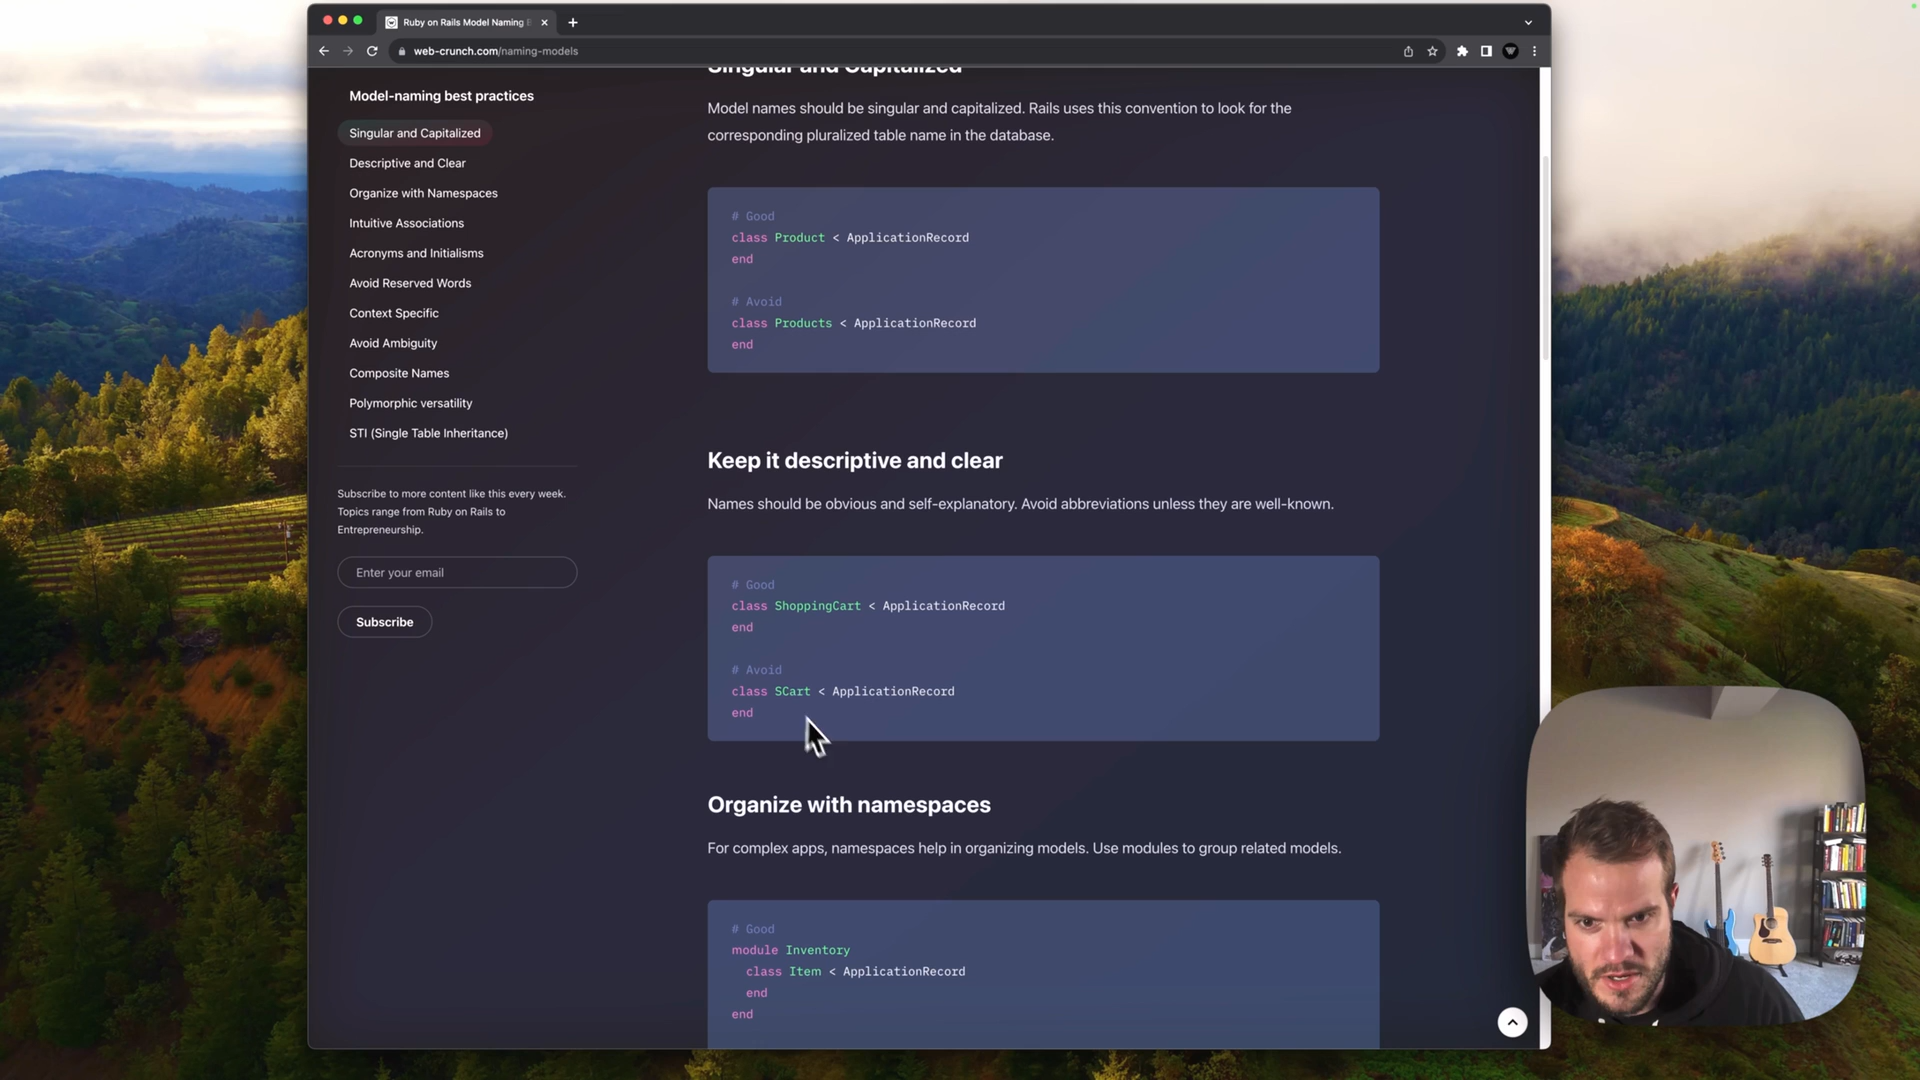 Ruby on Rails Model Naming
web-crunch.com/naming-models
Model-naming best practices
Singular and Capitalized
Descriptive and Clear
Organize with Namespaces
Intuitive Associations
Acronyms and Initialisms
Avoid Reserved Words
Context Specific
Avoid Ambiguity
Composite Names
Polymorphic versatility
STI (Single Table Inheritance)
Subscribe to more content like this every week.
Topics range from Ruby on Rails to
Entrepreneurship.
Enter your email
Subscribe
Singular and Capitalized
Model names should be singular and capitalized. Rails uses this convention to look for the
corresponding pluralized table name in the database.
# Good
class Product < ApplicationRecord
end
# Avoid
class Products < ApplicationRecord
end
Keep it descriptive and clear
Names should be obvious and self-explanatory. Avoid abbreviations unless they are well-known.
# Good
class ShoppingCart < ApplicationRecord
end
# Avoid
class SCart < ApplicationRecord
end
Organize with namespaces
For complex apps, namespaces help in organizing models. Use modules to group related models.
# Good
module Inventory
class Item < ApplicationRecord
end
end